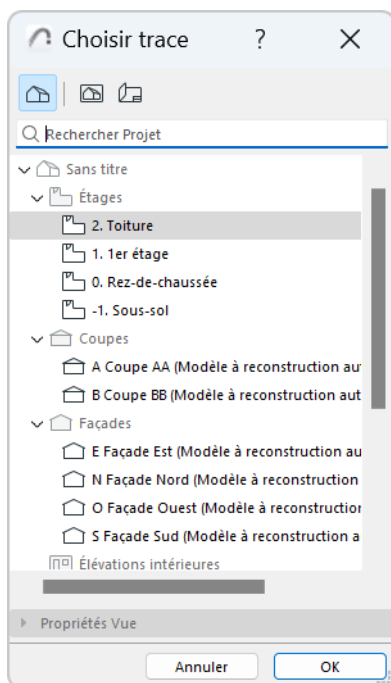 Choisir trace ?
Rechercher Projet
Sans titre
Étages
2. Toiture
1. 1er étage
0. Rez-de-chaussée
-1. Sous-sol
Coupes
A Coupe AA (Modèle à reconstruction au
B Coupe BB (Modèle à reconstruction aut
Façades
E Façade Est (Modèle à reconstruction au
N Façade Nord (Modèle à reconstruction
O Façade Ouest (Modèle à reconstruction
S Façade Sud (Modèle à reconstruction a
Élévations intérieures
Propriétés Vue
Annuler OK